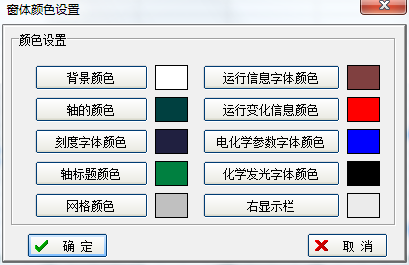 窗体颜色设置
颜色设置
背景颜色 运行信息字体颜色
轴的颜色 运行变化信息颜色
刻度字体颜色 电化学参数字体颜色
轴标题颜色 化学发光字体颜色
网格颜色 右显示栏
确 定 取 消